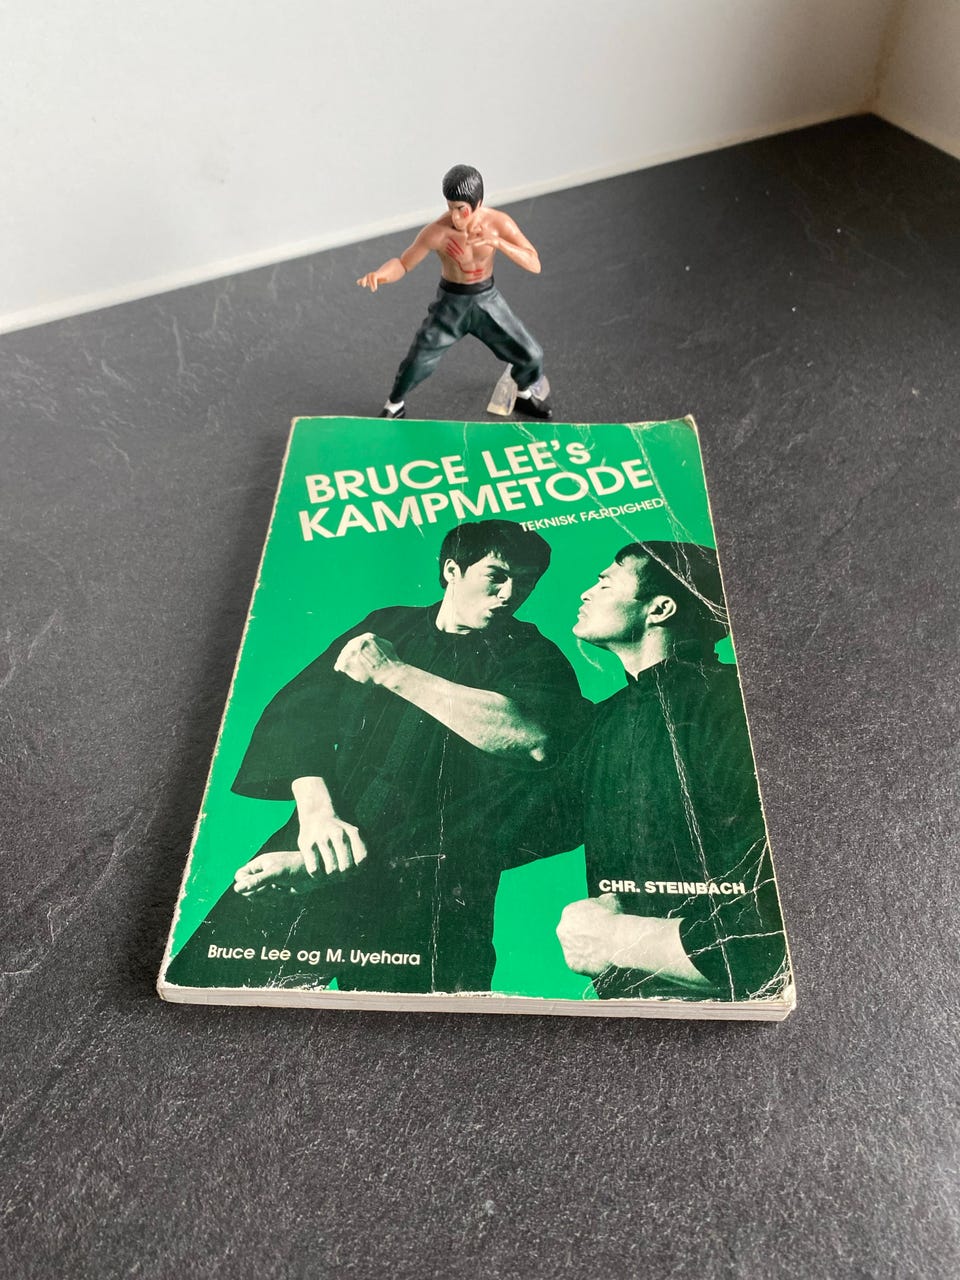 BRUCE LEE's
KAMPMETODE
TEKNISK FÆRDIGHED
CHR. STEINBACH
Bruce Lee og M. Uyehara